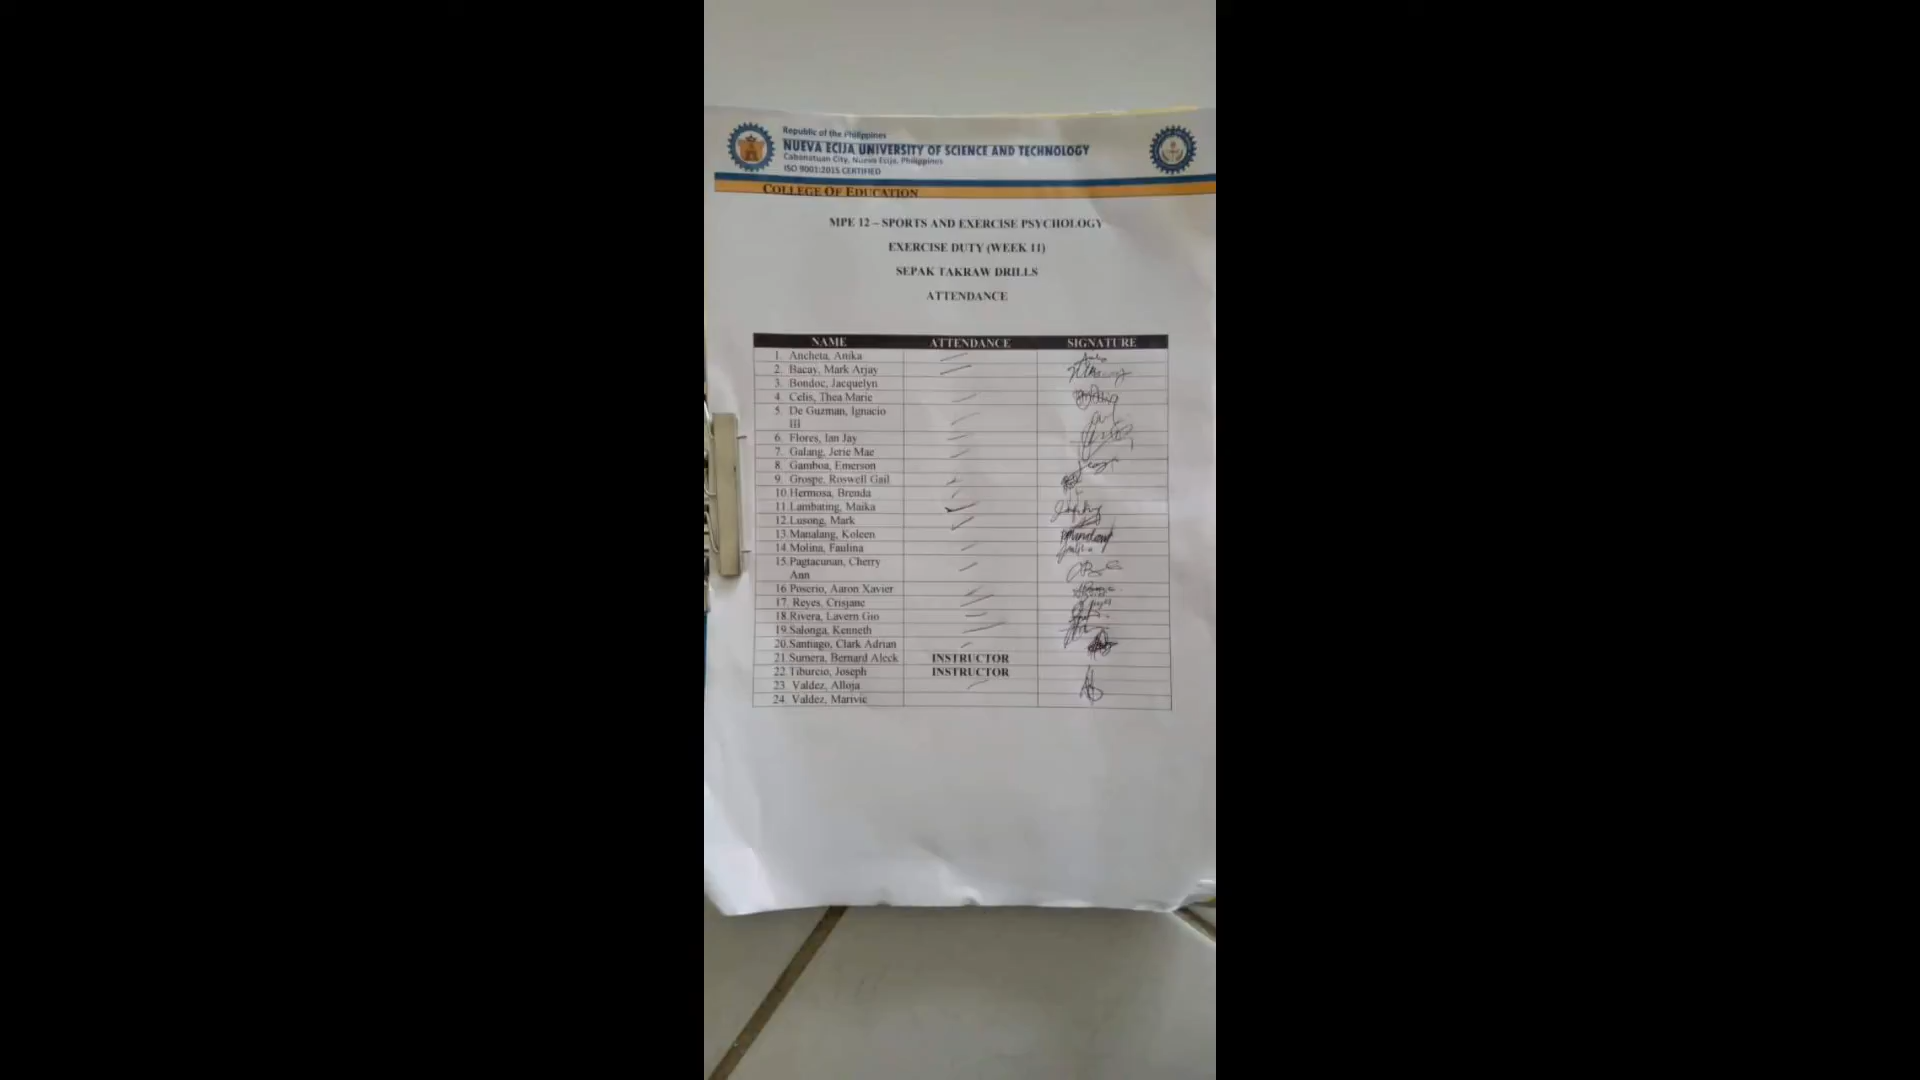 Republic of the Philippines
NUEVA ECIJA UNIVERSITY OF SCIENCE AND TECHNOLOGY
Cabanatuan City, Nueva Ecija, Philippines
ISO 9001:2015 CERTIFIED
COLLEGE OF EDUCATION
MPE 12 – SPORTS AND EXERCISE PSYCHOLOGY
EXERCISE DUTY (WEEK 11)
SEPAK TAKRAW DRILLS
ATTENDANCE
NAME ATTENDANCE SIGNATURE
1. Ancheta, Anika
2. Bacay, Mark Arjay
3. Bondoc, Jacquelyn
4. Celis, Thea Marie
5. De Guzman, Ignacio
III
6. Flores, Ian Jay
7. Galang, Jerie Mae
8. Gamboa, Emerson
9. Grospe, Roswell Gail
10. Hermosa, Brenda
11. Lambating, Maika
12. Lusong, Mark
13. Manalang, Koleen
14. Molina, Faulina
15. Pagtacunan, Cherry
Ann
16. Poserio, Aaron Xavier
17. Reyes, Crisjane
18. Rivera, Lavern Gio
19. Salonga, Kenneth
20. Santiago, Clark Adrian
21. Sumera, Bernard Aleck INSTRUCTOR
22. Tiburcio, Joseph INSTRUCTOR
23. Valdez, Alloja
24. Valdez, Marivic